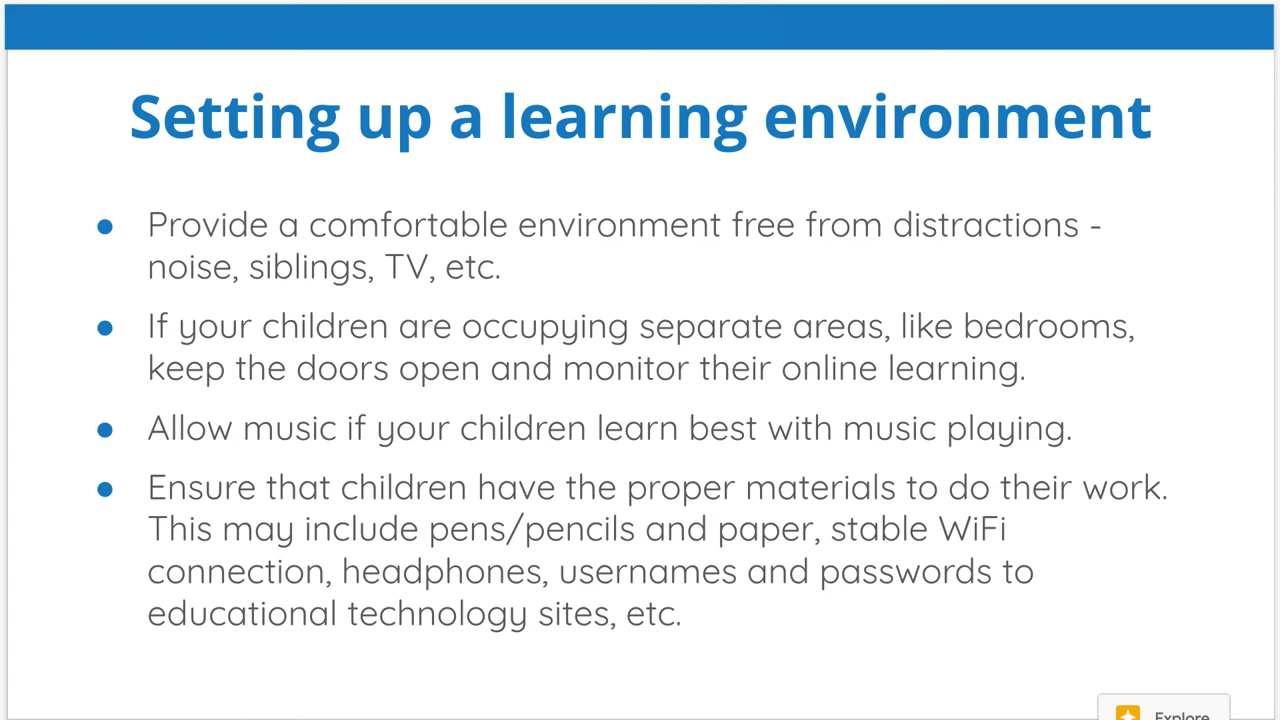 Setting up a learning environment
● Provide a comfortable environment free from distractions -
noise, siblings, TV, etc.
● If your children are occupying separate areas, like bedrooms,
keep the doors open and monitor their online learning.
● Allow music if your children learn best with music playing.
● Ensure that children have the proper materials to do their work.
This may include pens/pencils and paper, stable WiFi
connection, headphones, usernames and passwords to
educational technology sites, etc.
Explore